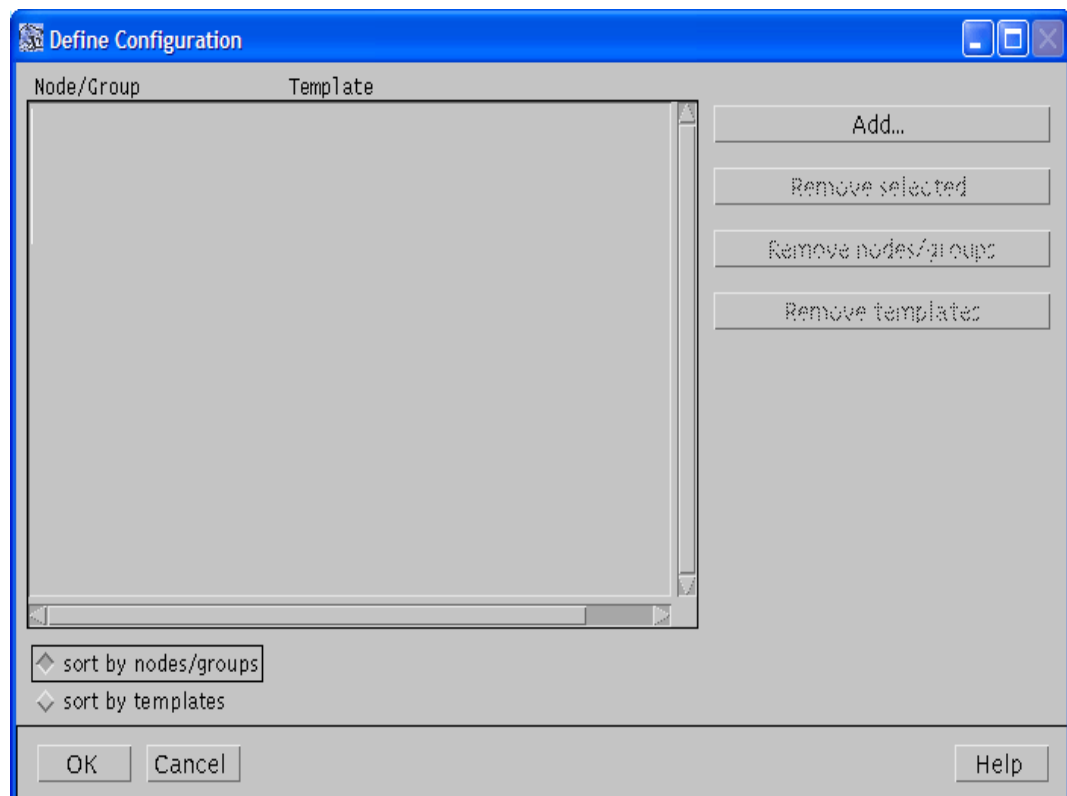 Define Configuration
Node/Group Template
Add...
Remove selected
Remove nodes/groups
Remove templates
sort by nodes/groups
sort by templates
OK Cancel Help